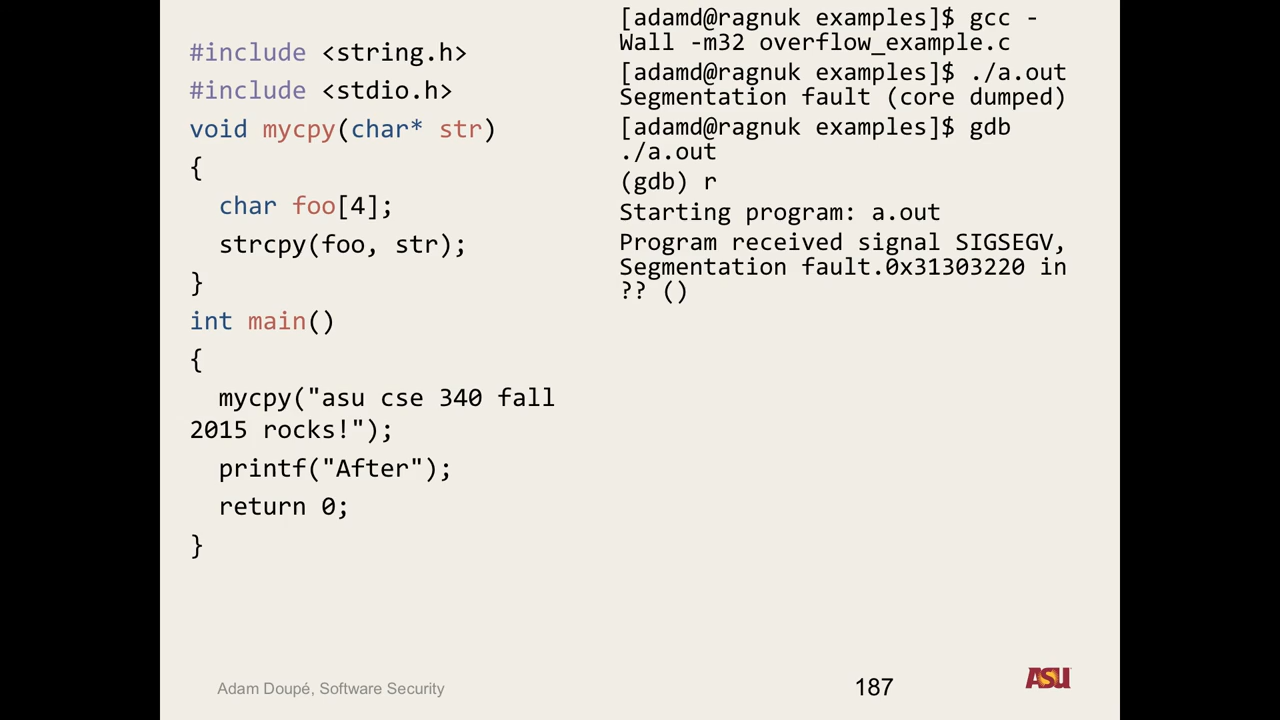 #include <string.h>
#include <stdio.h>
void mycpy(char* str)
{
  char foo[4];
  strcpy(foo, str);
}
int main()
{
  mycpy("asu cse 340 fall
2015 rocks!");
  printf("After");
  return 0;
}
[adamd@ragnuk examples]$ gcc -
Wall -m32 overflow_example.c
[adamd@ragnuk examples]$ ./a.out
Segmentation fault (core dumped)
[adamd@ragnuk examples]$ gdb
./a.out
(gdb) r
Starting program: a.out
Program received signal SIGSEGV,
Segmentation fault.0x31303220 in
?? ()
Adam Doupé, Software Security
187
ASU